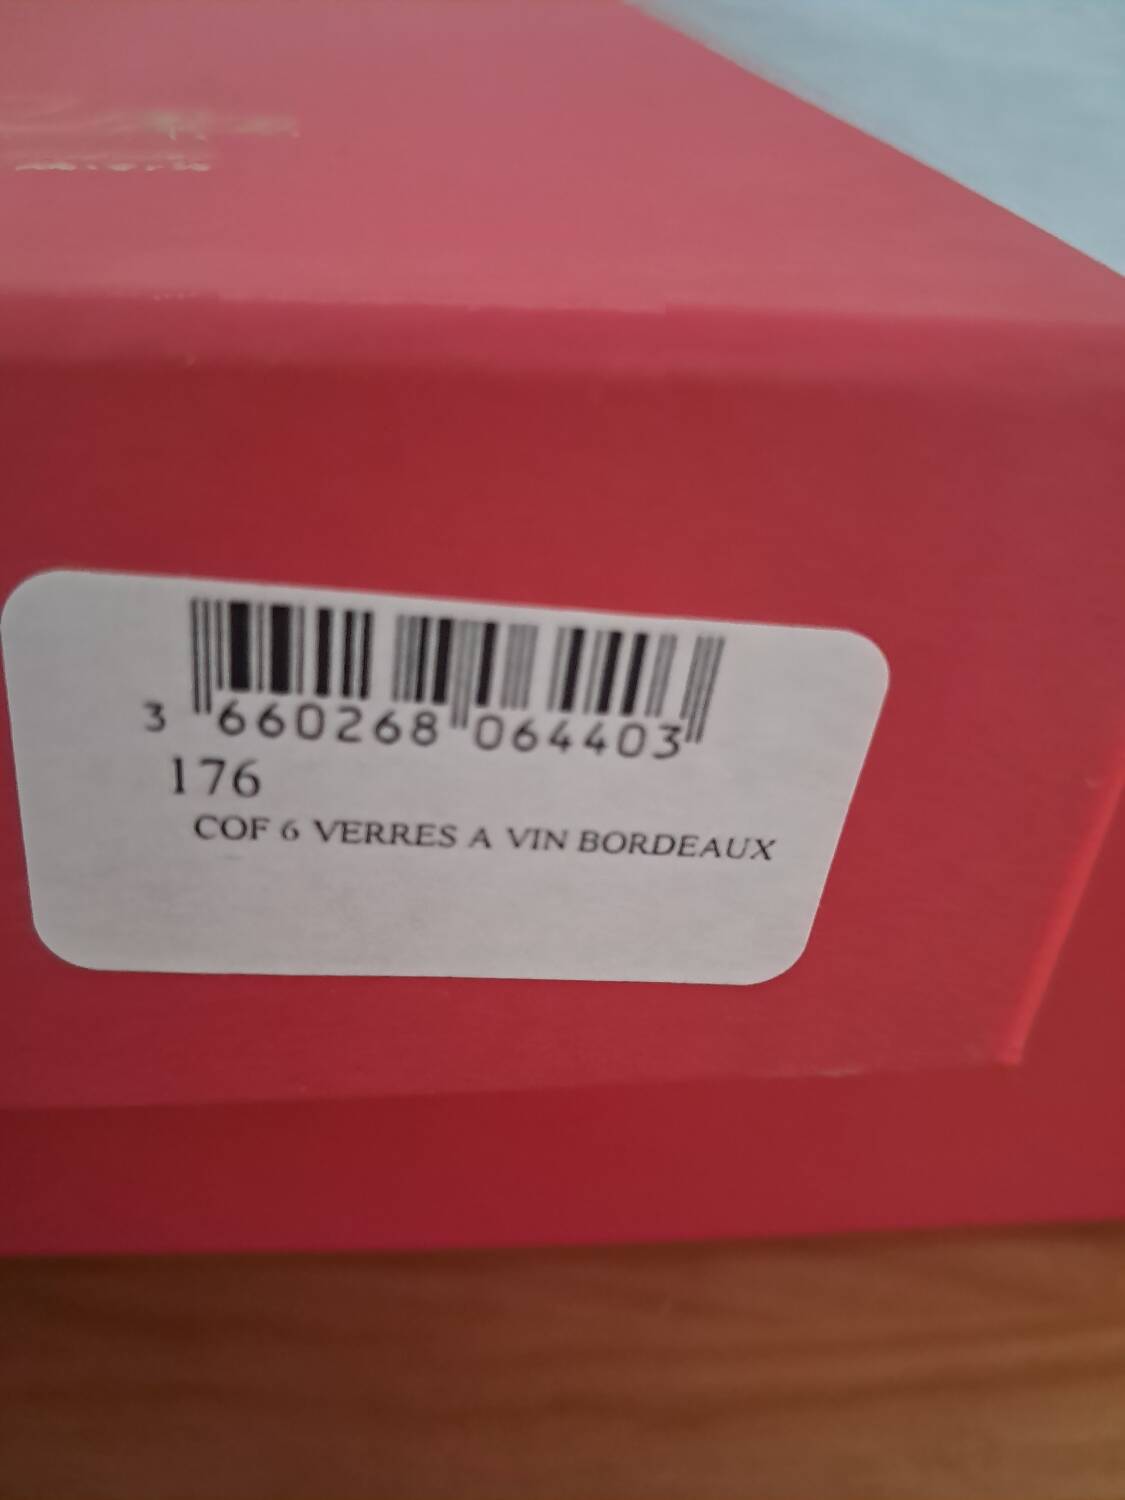 3 660268 064403
176
COF 6 VERRES A VIN BORDEAUX